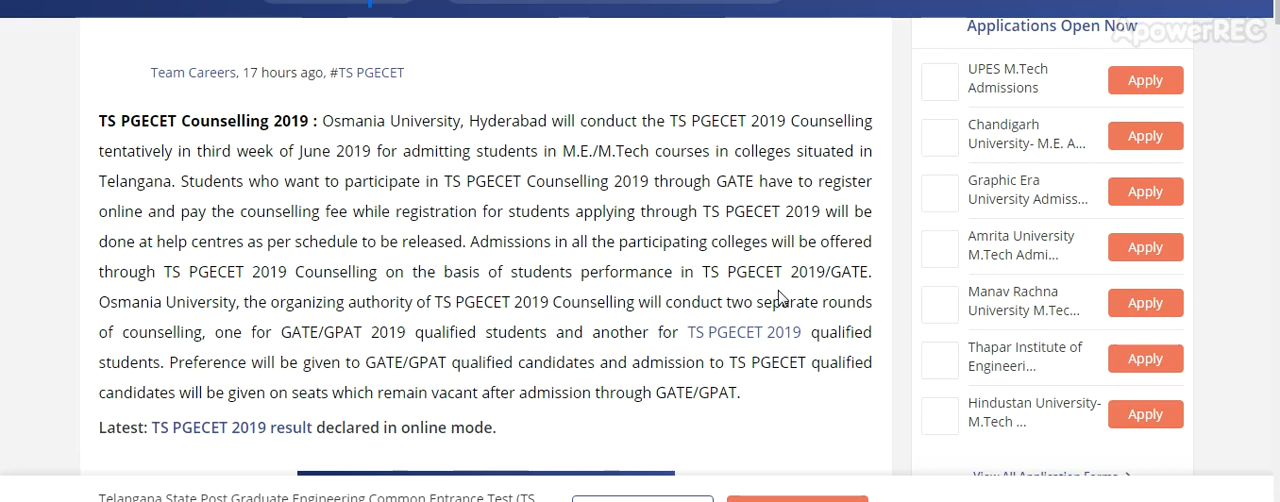 Applications Open Now
ApowerREC
Team Careers, 17 hours ago, #TS PGECET
TS PGECET Counselling 2019 : Osmania University, Hyderabad will conduct the TS PGECET 2019 Counselling
tentatively in third week of June 2019 for admitting students in M.E./M.Tech courses in colleges situated in
Telangana. Students who want to participate in TS PGECET Counselling 2019 through GATE have to register
online and pay the counselling fee while registration for students applying through TS PGECET 2019 will be
done at help centres as per schedule to be released. Admissions in all the participating colleges will be offered
through TS PGECET 2019 Counselling on the basis of students performance in TS PGECET 2019/GATE.
Osmania University, the organizing authority of TS PGECET 2019 Counselling will conduct two separate rounds
of counselling, one for GATE/GPAT 2019 qualified students and another for TS PGECET 2019 qualified
students. Preference will be given to GATE/GPAT qualified candidates and admission to TS PGECET qualified
candidates will be given on seats which remain vacant after admission through GATE/GPAT.
Latest: TS PGECET 2019 result declared in online mode.
UPES M.Tech
Admissions
Apply
Chandigarh
University- M.E. A...
Apply
Graphic Era
University Admiss...
Apply
Amrita University
M.Tech Admi...
Apply
Manav Rachna
University M.Tec...
Apply
Thapar Institute of
Engineeri...
Apply
Hindustan University-
M.Tech ...
Apply
View All Application Forms
Telangana State Post Graduate Engineering Common Entrance Test (TS